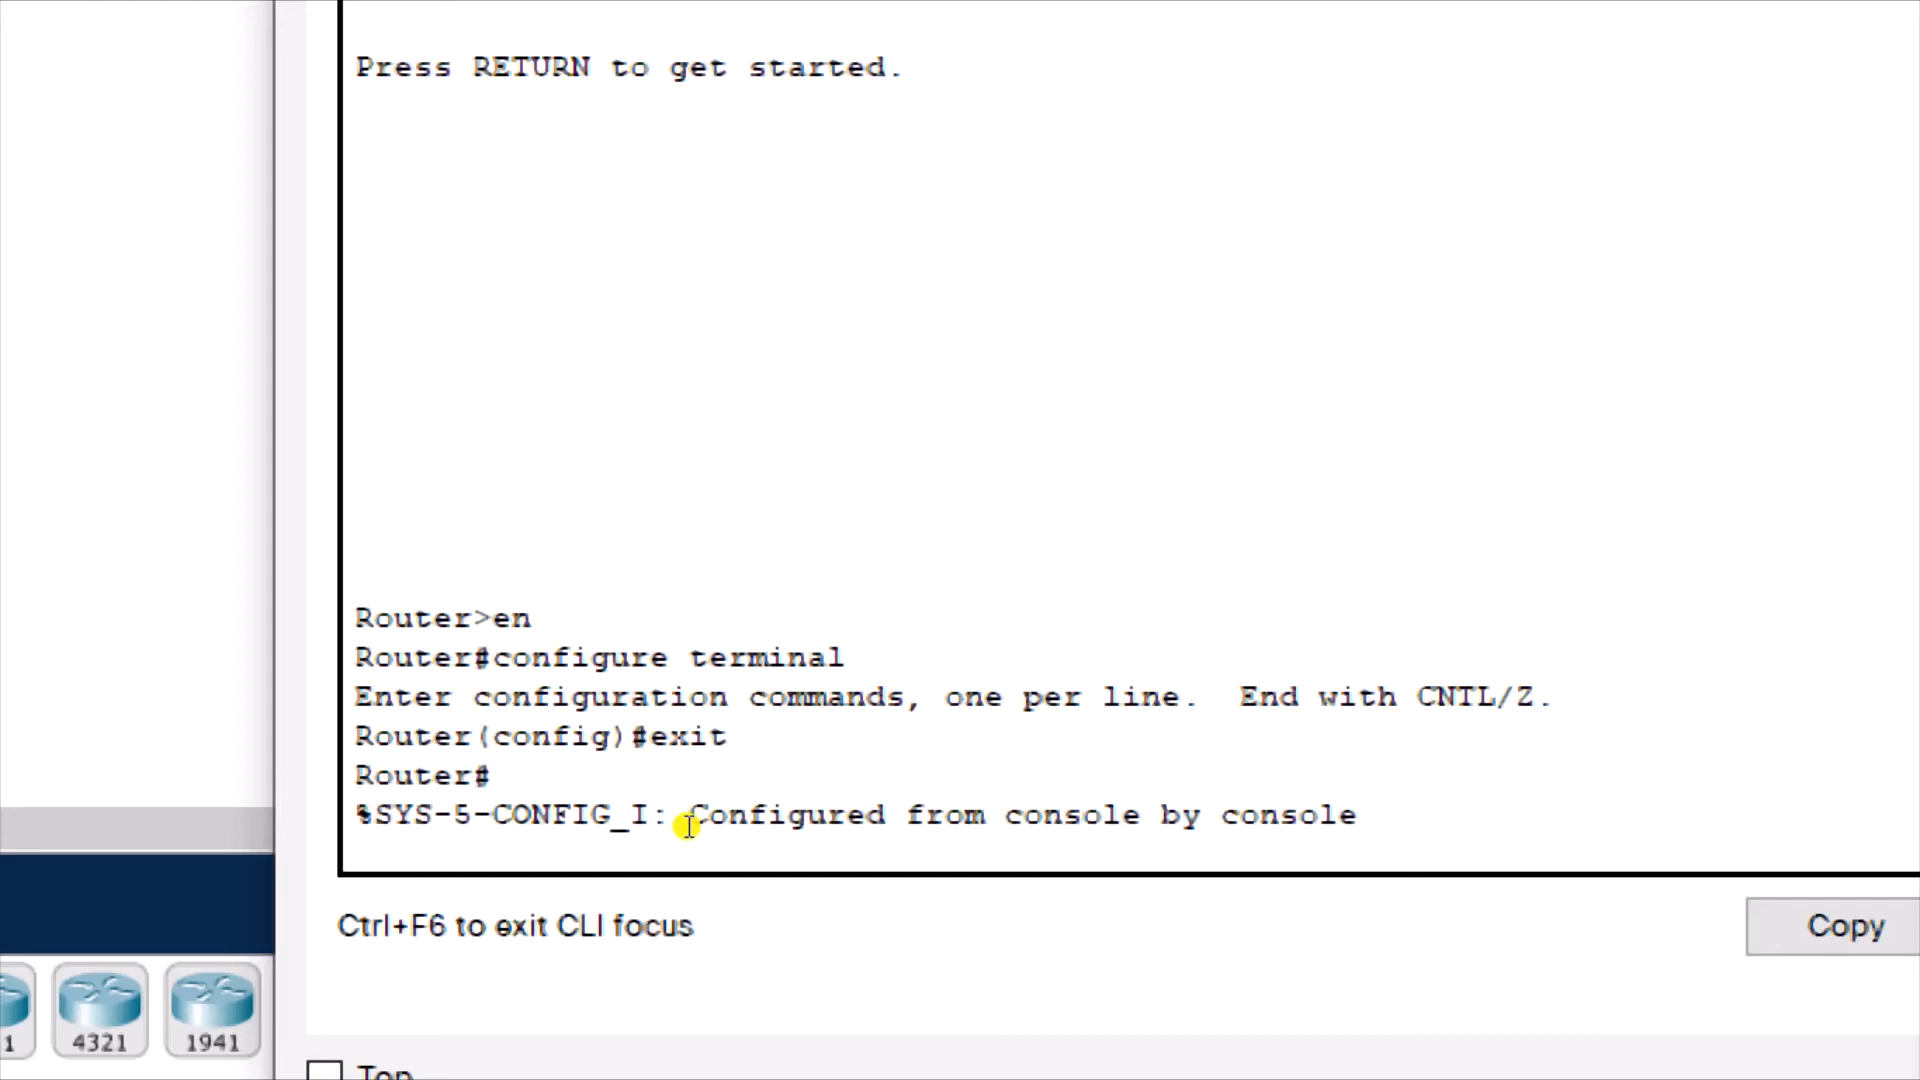 Press RETURN to get started.
Router>en
Router#configure terminal
Enter configuration commands, one per line.  End with CNTL/Z.
Router(config)#exit
Router#
%SYS-5-CONFIG_I: Configured from console by console
Ctrl+F6 to exit CLI focus
Copy
1
4321
1941
Top